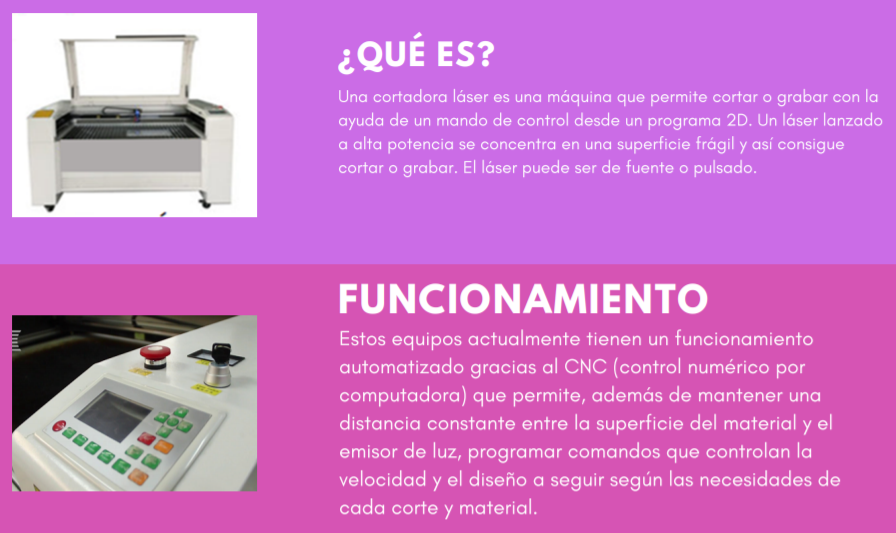 ¿QUÉ ES?
Una cortadora láser es una máquina que permite cortar o grabar con la
ayuda de un mando de control desde un programa 2D. Un láser lanzado
a alta potencia se concentra en una superficie frágil y así consigue
cortar o grabar. El láser puede ser de fuente o pulsado.
FUNCIONAMIENTO
Estos equipos actualmente tienen un funcionamiento
automatizado gracias al CNC (control numérico por
computadora) que permite, además de mantener una
distancia constante entre la superficie del material y el
emisor de luz, programar comandos que controlan la
velocidad y el diseño a seguir según las necesidades de
cada corte y material.